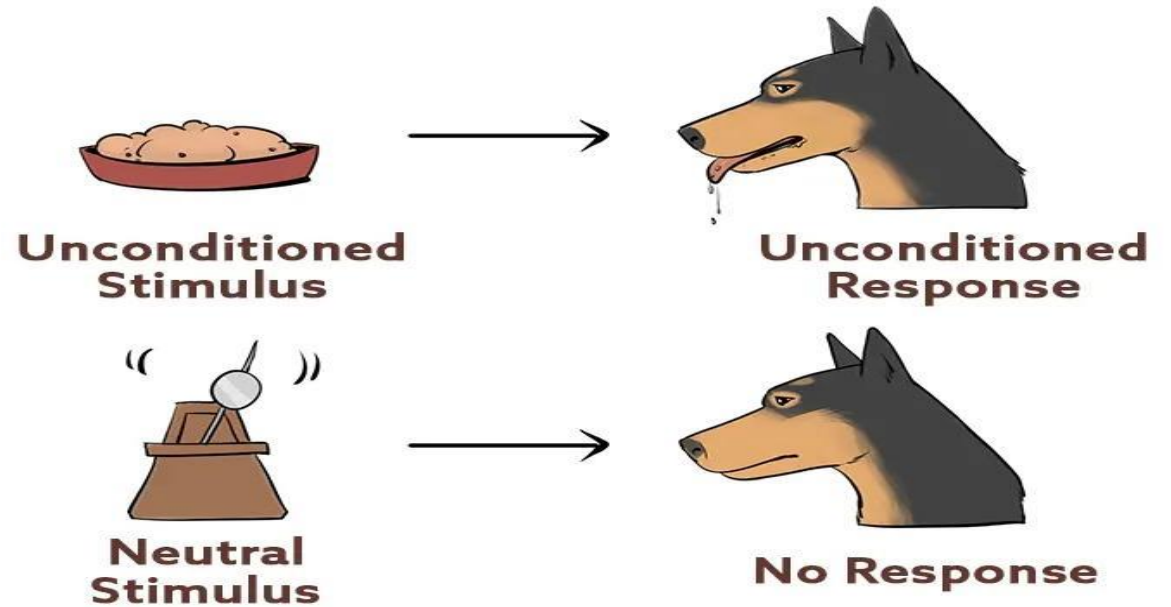 Unconditioned
Stimulus
Unconditioned
Response
Neutral
Stimulus
No Response